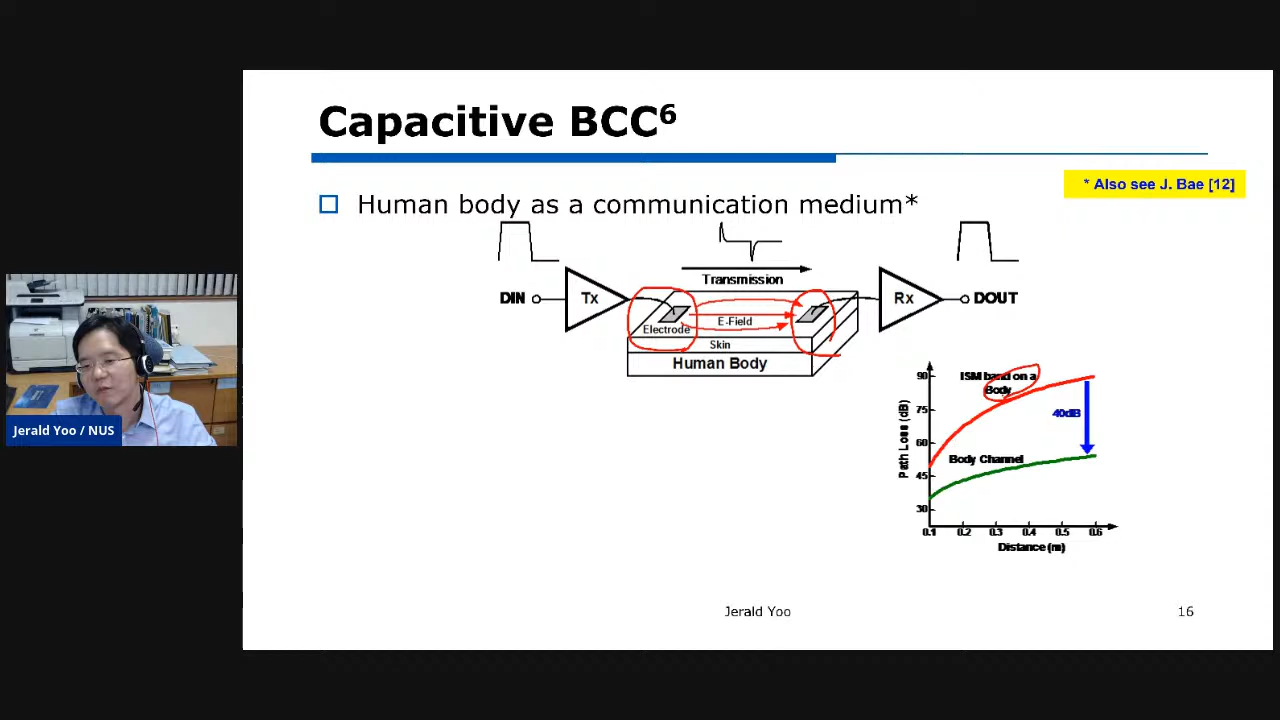 Capacitive BCC⁶
* Also see J. Bae [12]
Human body as a communication medium*
Transmission
DIN
Tx
Rx
DOUT
E-Field
Electrode
Skin
Human Body
ISM band on a
Body
40dB
Body Channel
Path Loss (dB)
90
75
60
45
30
0.1 0.2 0.3 0.4 0.5 0.6
Distance (m)
Jerald Yoo / NUS
Jerald Yoo
16